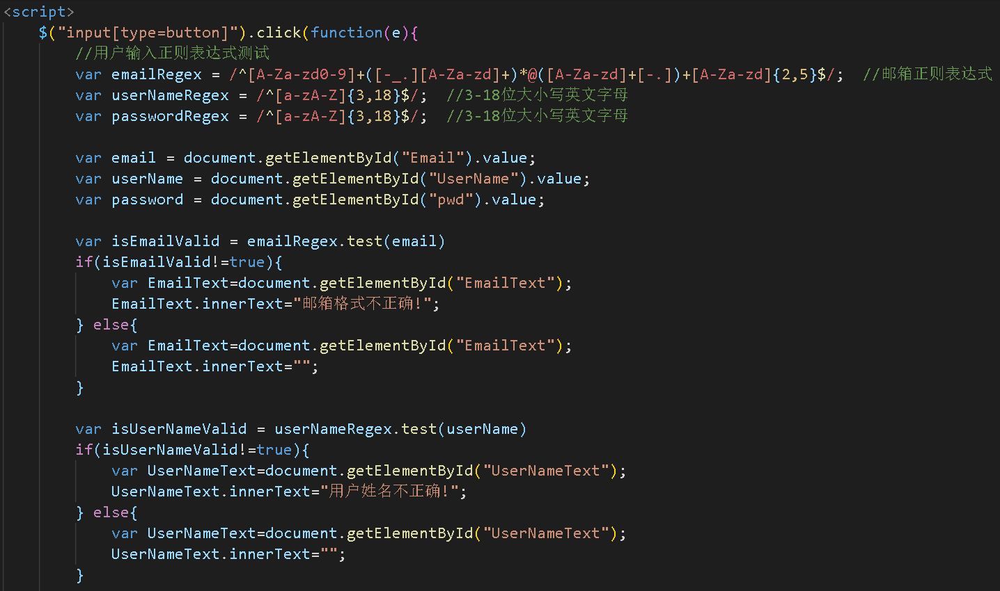 <script>
$("input[type=button]").click(function(e){
//用户输入正则表达式测试
var emailRegex = /^[A-Za-zd0-9]+([-_.][A-Za-zd]+)*@([A-Za-zd]+[-.])+[A-Za-zd]{2,5}$/;  //邮箱正则表达式
var userNameRegex = /^[a-zA-Z]{3,18}$/;  //3-18位大小写英文字母
var passwordRegex = /^[a-zA-Z]{3,18}$/;  //3-18位大小写英文字母
var email = document.getElementById("Email").value;
var userName = document.getElementById("UserName").value;
var password = document.getElementById("pwd").value;
var isEmailValid = emailRegex.test(email)
if(isEmailValid!=true){
var EmailText=document.getElementById("EmailText");
EmailText.innerText="邮箱格式不正确!";
} else{
var EmailText=document.getElementById("EmailText");
EmailText.innerText="";
}
var isUserNameValid = userNameRegex.test(userName)
if(isUserNameValid!=true){
var UserNameText=document.getElementById("UserNameText");
UserNameText.innerText="用户姓名不正确!";
} else{
var UserNameText=document.getElementById("UserNameText");
UserNameText.innerText="";
}